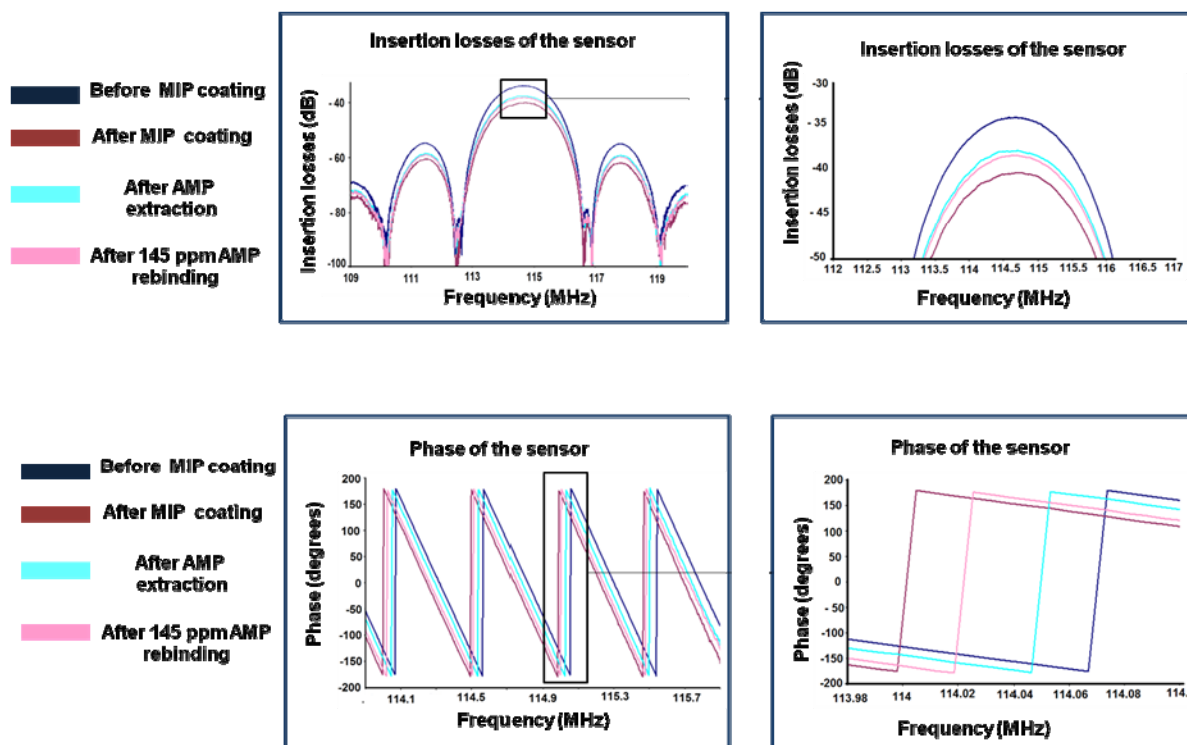 Insertion losses of the sensor
Before MIP coating
After MIP coating
After AMP
extraction
After 145 ppm AMP
rebinding
Insertion losses (dB)
-40
-60
-80
-100
109
111
113
115
117
119
Frequency (MHz)
Insertion losses of the sensor
Insertion losses (dB)
-30
-35
-40
-45
-50
112
112.5
113
113.5
114
114.5
115
115.5
116
116.5
117
Frequency (MHz)
Phase of the sensor
Before MIP coating
After MIP coating
After AMP
extraction
After 145 ppm AMP
rebinding
Phase (degrees)
200
150
100
50
0
-50
-100
-150
-200
114.1
114.5
114.9
115.3
115.7
Frequency (MHz)
Phase of the sensor
Phase (degrees)
200
150
100
50
0
-50
-100
-150
-200
113.98
114
114.02
114.04
114.06
114.08
114.
Frequency (MHz)